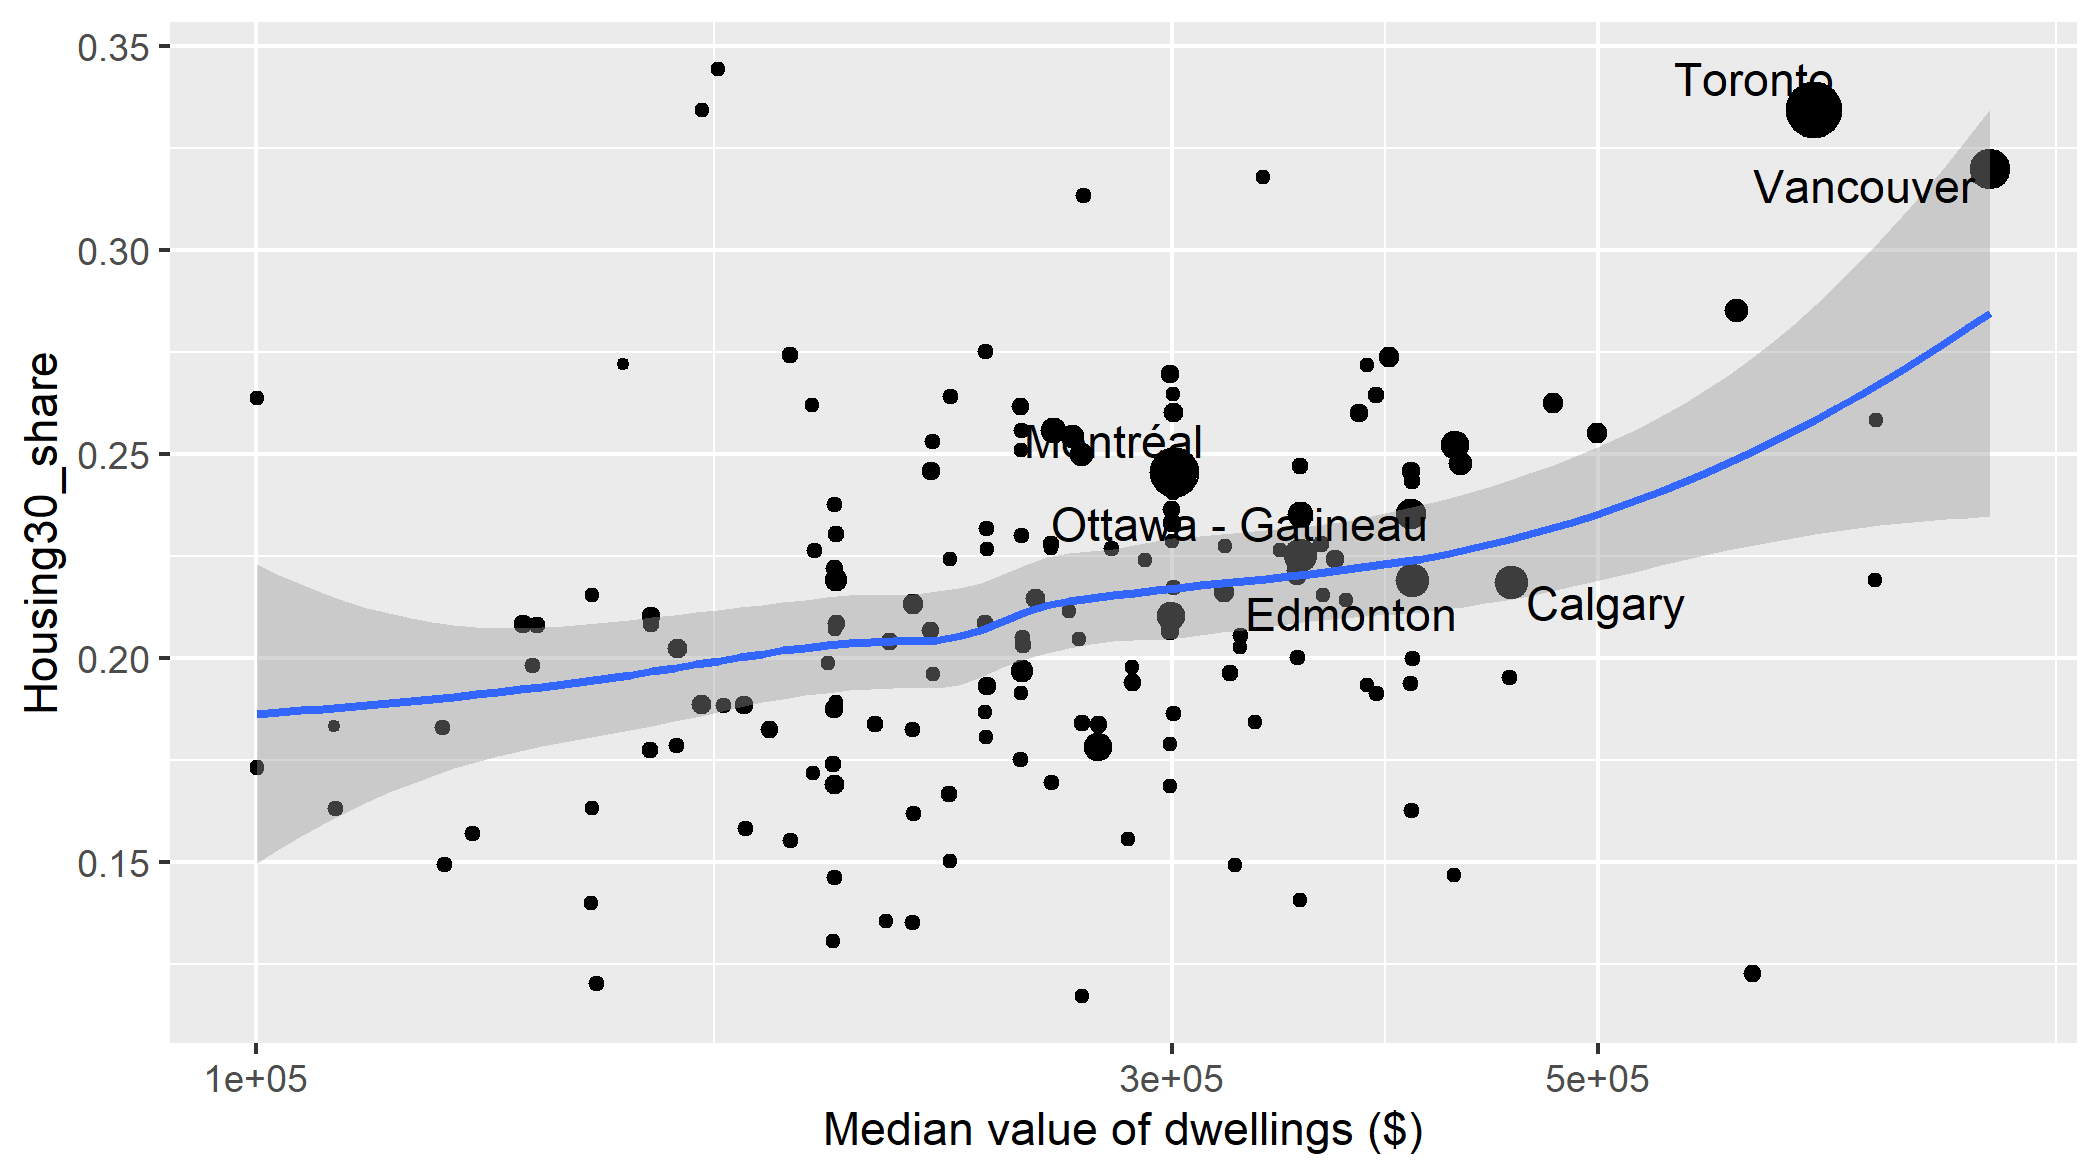 0.35
0.30
0.25
0.20
0.15
Housing30_share
Toronto
Vancouver
Montréal
Ottawa - Gatineau
Edmonton
Calgary
1e+05
3e+05
5e+05
Median value of dwellings ($)